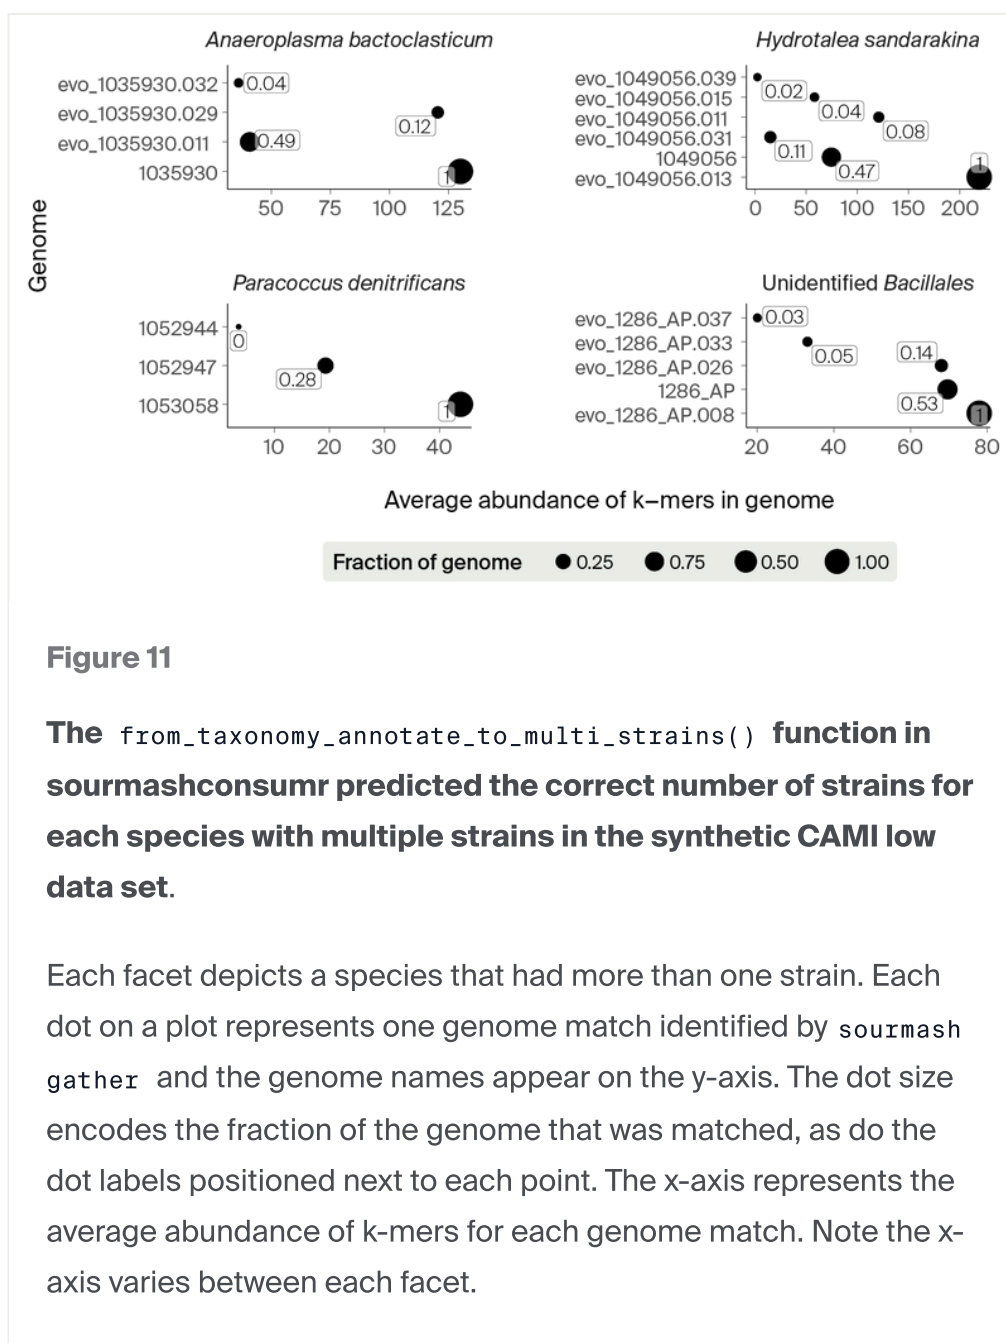 Anaeroplasma bactoclasticum
evo_1035930.032
0.04
evo_1035930.029
0.12
evo_1035930.011
0.49
1035930
1
50 75 100 125
Hydrotalea sandarakina
evo_1049056.039
0.02
evo_1049056.015
0.04
evo_1049056.011
0.08
evo_1049056.031
0.11
1049056
0.47
evo_1049056.013
1
0 50 100 150 200
Genome
Paracoccus denitrificans
1052944
0
1052947
0.28
1053058
1
10 20 30 40
Unidentified Bacillales
evo_1286_AP.037
0.03
evo_1286_AP.033
0.05
evo_1286_AP.026
0.14
1286_AP
0.53
evo_1286_AP.008
1
20 40 60 80
Average abundance of k−mers in genome
Fraction of genome 0.25 0.75 0.50 1.00
Figure 11
The from_taxonomy_annotate_to_multi_strains() function in
sourmashconsumr predicted the correct number of strains for
each species with multiple strains in the synthetic CAMI low
data set.
Each facet depicts a species that had more than one strain. Each
dot on a plot represents one genome match identified by sourmash
gather and the genome names appear on the y-axis. The dot size
encodes the fraction of the genome that was matched, as do the
dot labels positioned next to each point. The x-axis represents the
average abundance of k-mers for each genome match. Note the x-
axis varies between each facet.